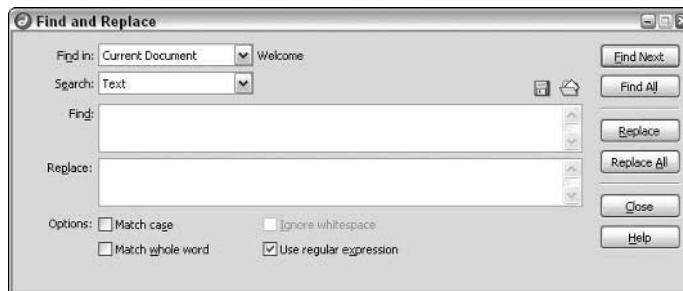 Find and Replace
Find in: Current Document Welcome
Find Next
Search: Text
Find All
Find:
Replace
Replace:
Replace All
Close
Options: Match case Ignore whitespace
Help
Match whole word Use regular expression